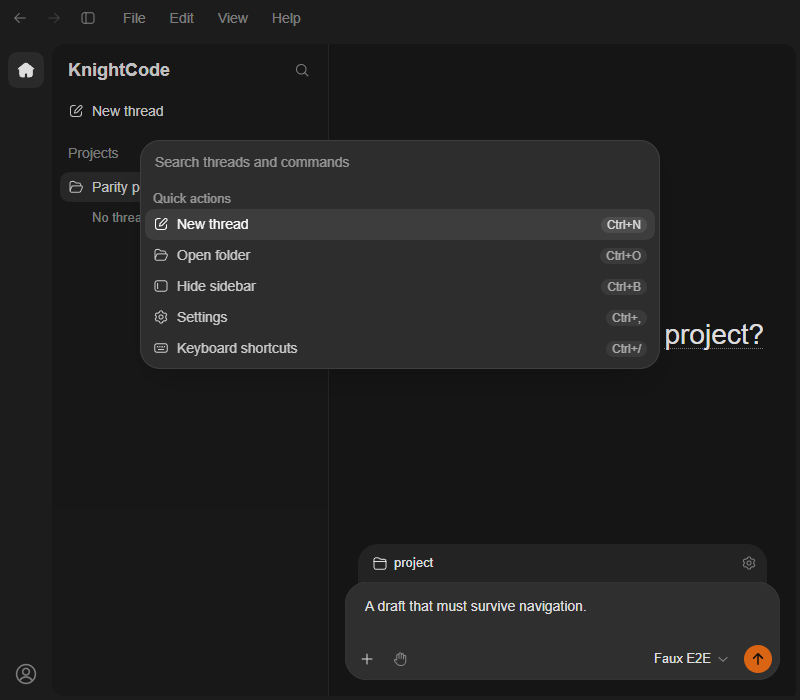 File Edit View Help
KnightCode
New thread
Projects
Parity p
No threa
Search threads and commands
Quick actions
New thread Ctrl+N
Open folder Ctrl+O
Hide sidebar Ctrl+B
Settings Ctrl+,
Keyboard shortcuts Ctrl+/
project?
project
A draft that must survive navigation.
Faux E2E